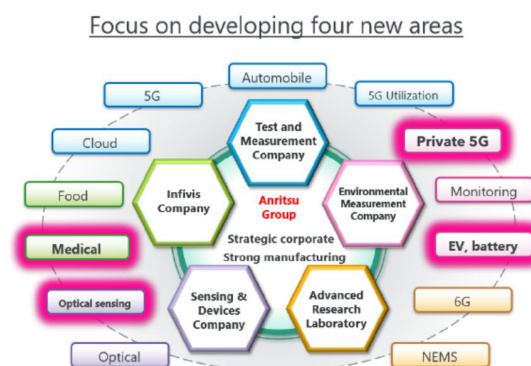 Focus on developing four new areas
Automobile
5G
5G Utilization
Cloud
Test and
Measurement
Company
Private 5G
Food
Infivis
Company
Anritsu
Group
Environmental
Measurement
Company
Monitoring
Medical
Strategic corporate
Strong manufacturing
EV, battery
Optical sensing
Sensing &
Devices
Company
Advanced
Research
Laboratory
6G
Optical
NEMS